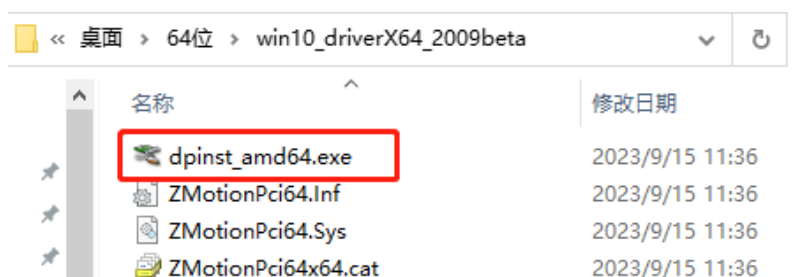 « 桌面 › 64位 › win10_driverX64_2009beta
名称 修改日期
dpinst_amd64.exe 2023/9/15 11:36
ZMotionPci64.Inf 2023/9/15 11:36
ZMotionPci64.Sys 2023/9/15 11:36
ZMotionPci64x64.cat 2023/9/15 11:36